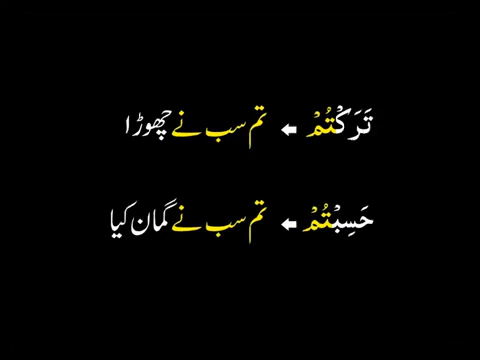 تَرَكْتُمْ ← تم سب نے چھوڑا
حَسِبْتُمْ ← تم سب نے گمان کیا